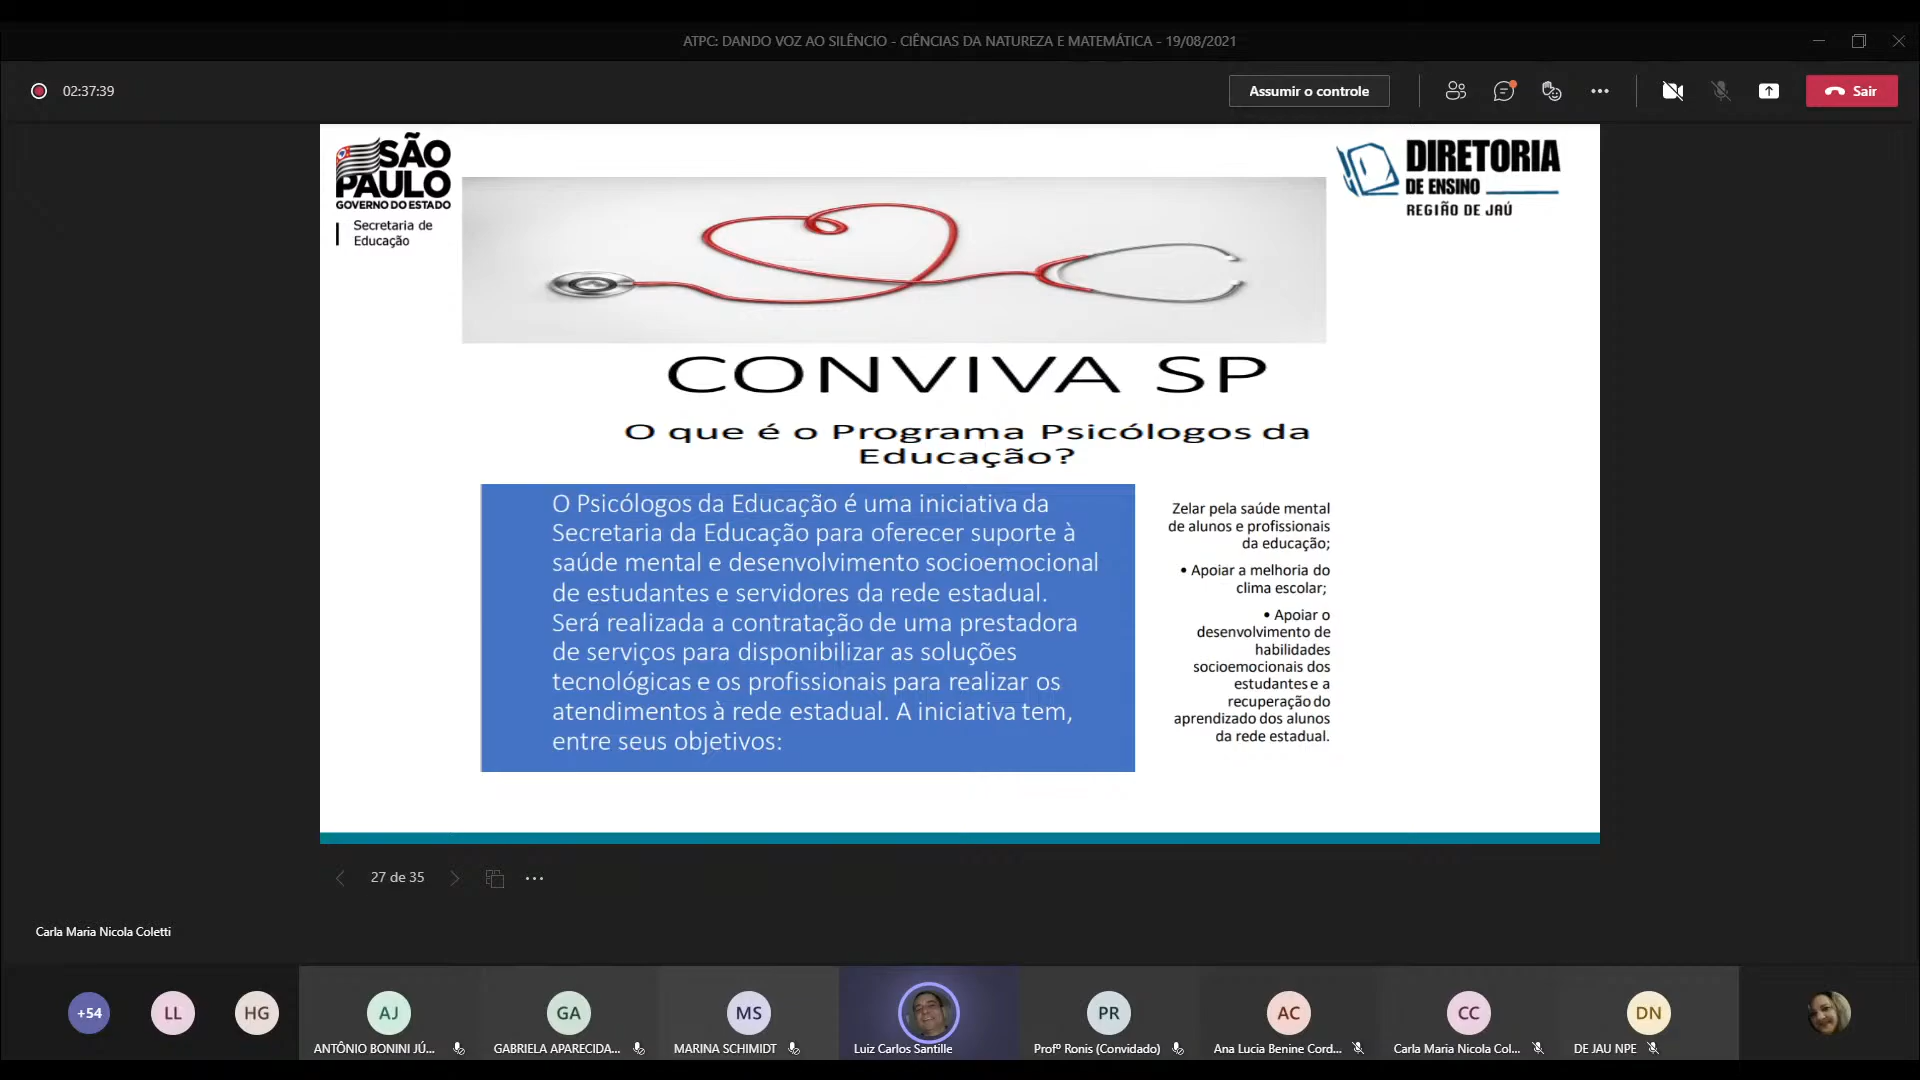 ATPC: DANDO VOZ AO SILÊNCIO - CIÊNCIAS DA NATUREZA E MATEMÁTICA - 19/08/2021
02:37:39
Assumir o controle
Sair
SÃO
PAULO
GOVERNO DO ESTADO
Secretaria de
Educação
DIRETORIA
DE ENSINO
REGIÃO DE JAÚ
CONVIVA SP
O que é o Programa Psicólogos da
Educação?
O Psicólogos da Educação é uma iniciativa da
Secretaria da Educação para oferecer suporte à
saúde mental e desenvolvimento socioemocional
de estudantes e servidores da rede estadual.
Será realizada a contratação de uma prestadora
de serviços para disponibilizar as soluções
tecnológicas e os profissionais para realizar os
atendimentos à rede estadual. A iniciativa tem,
entre seus objetivos:
Zelar pela saúde mental
de alunos e profissionais
da educação;
• Apoiar a melhoria do
clima escolar;
• Apoiar o
desenvolvimento de
habilidades
socioemocionais dos
estudantes e a
recuperação do
aprendizado dos alunos
da rede estadual.
27 de 35
Carla Maria Nicola Coletti
+54
LL
HG
AJ
ANTÔNIO BONINI JÚ...
GA
GABRIELA APARECIDA...
MS
MARINA SCHIMIDT
Luiz Carlos Santille
PR
Profº Ronis (Convidado)
AC
Ana Lucia Benine Cord...
CC
Carla Maria Nicola Col...
DN
DE JAU NPE